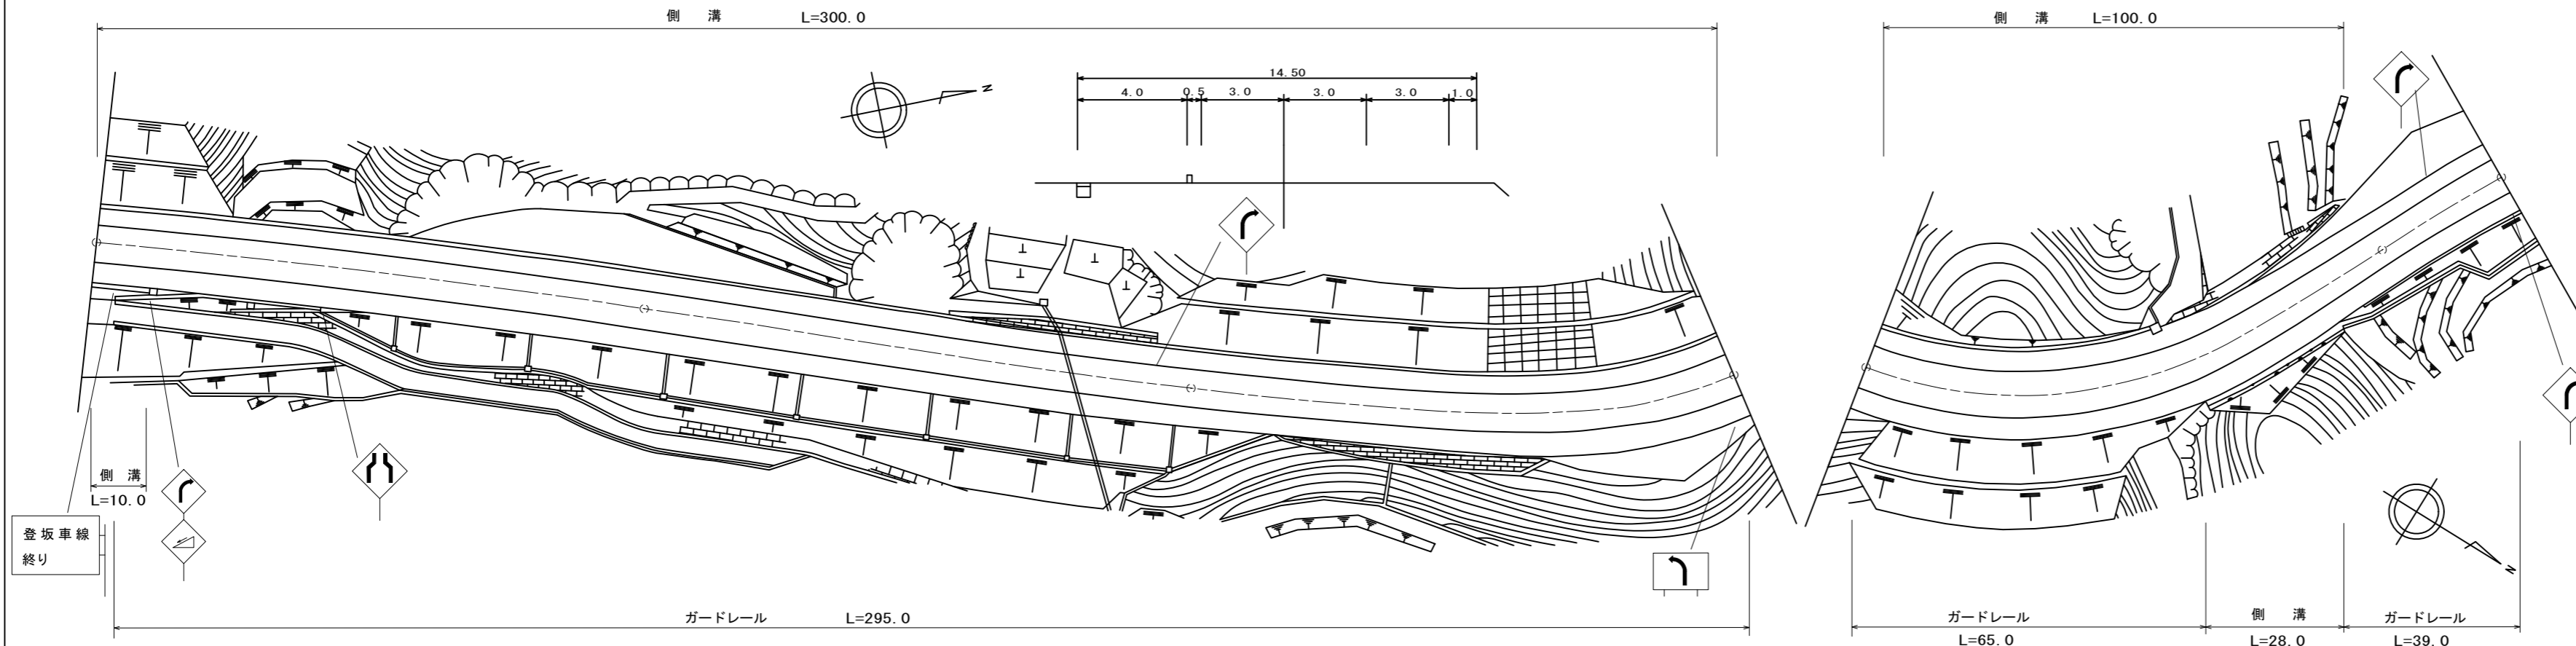 側 溝 L=300.0
側 溝 L=100.0
14.50
4.0 0.5 3.0 3.0 3.0 1.0
N
側 溝
L=10.0
登坂車線
終り
ガードレール L=295.0
N
ガードレール
L=65.0
側 溝
L=28.0
ガードレール
L=39.0